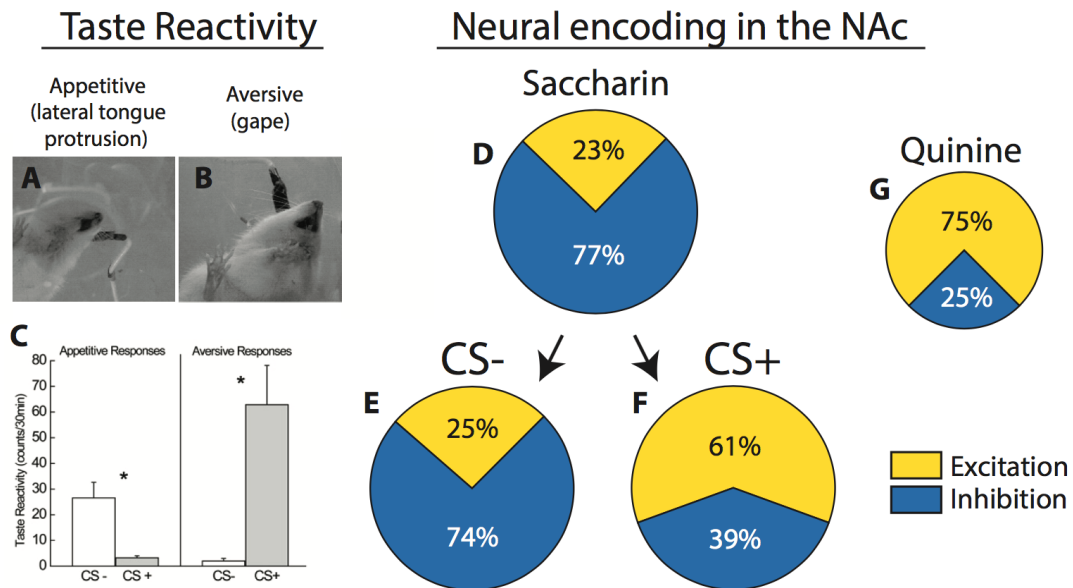 Taste Reactivity
Neural encoding in the NAc
Appetitive
(lateral tongue
protrusion)
Aversive
(gape)
A
B
Saccharin
D
23%
77%
Quinine
G
75%
25%
C
Appetitive Responses
Aversive Responses
Taste Reactivity (counts/30min)
80
70
60
50
40
30
20
10
0
*
*
CS -
CS +
CS-
CS+
CS-
E
25%
74%
CS+
F
61%
39%
Excitation
Inhibition